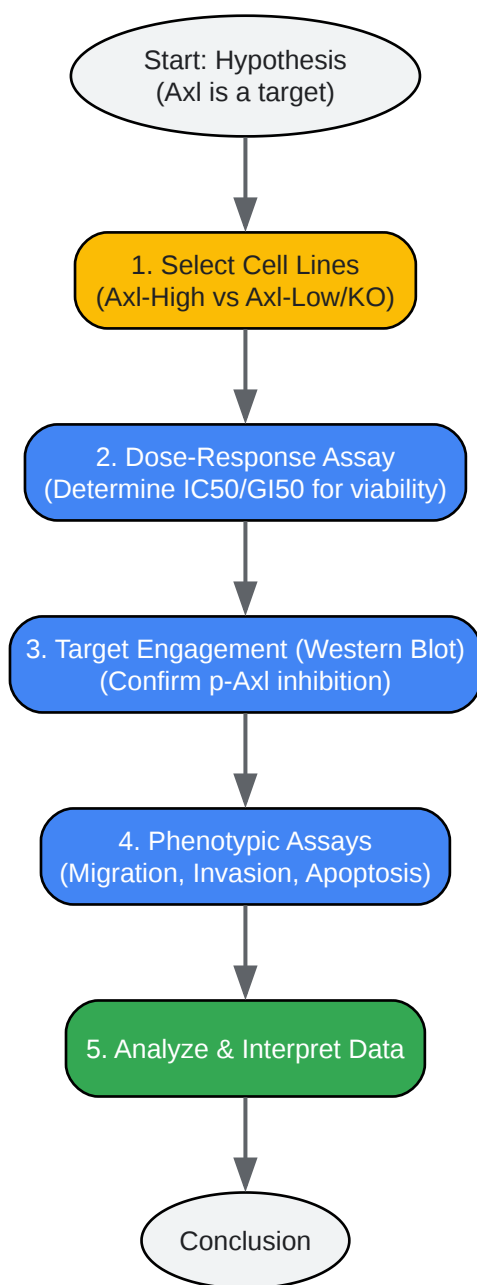 Start: Hypothesis
(Axl is a target)
1. Select Cell Lines
(Axl-High vs Axl-Low/KO)
2. Dose-Response Assay
(Determine IC50/GI50 for viability)
3. Target Engagement (Western Blot)
(Confirm p-Axl inhibition)
4. Phenotypic Assays
(Migration, Invasion, Apoptosis)
5. Analyze & Interpret Data
Conclusion